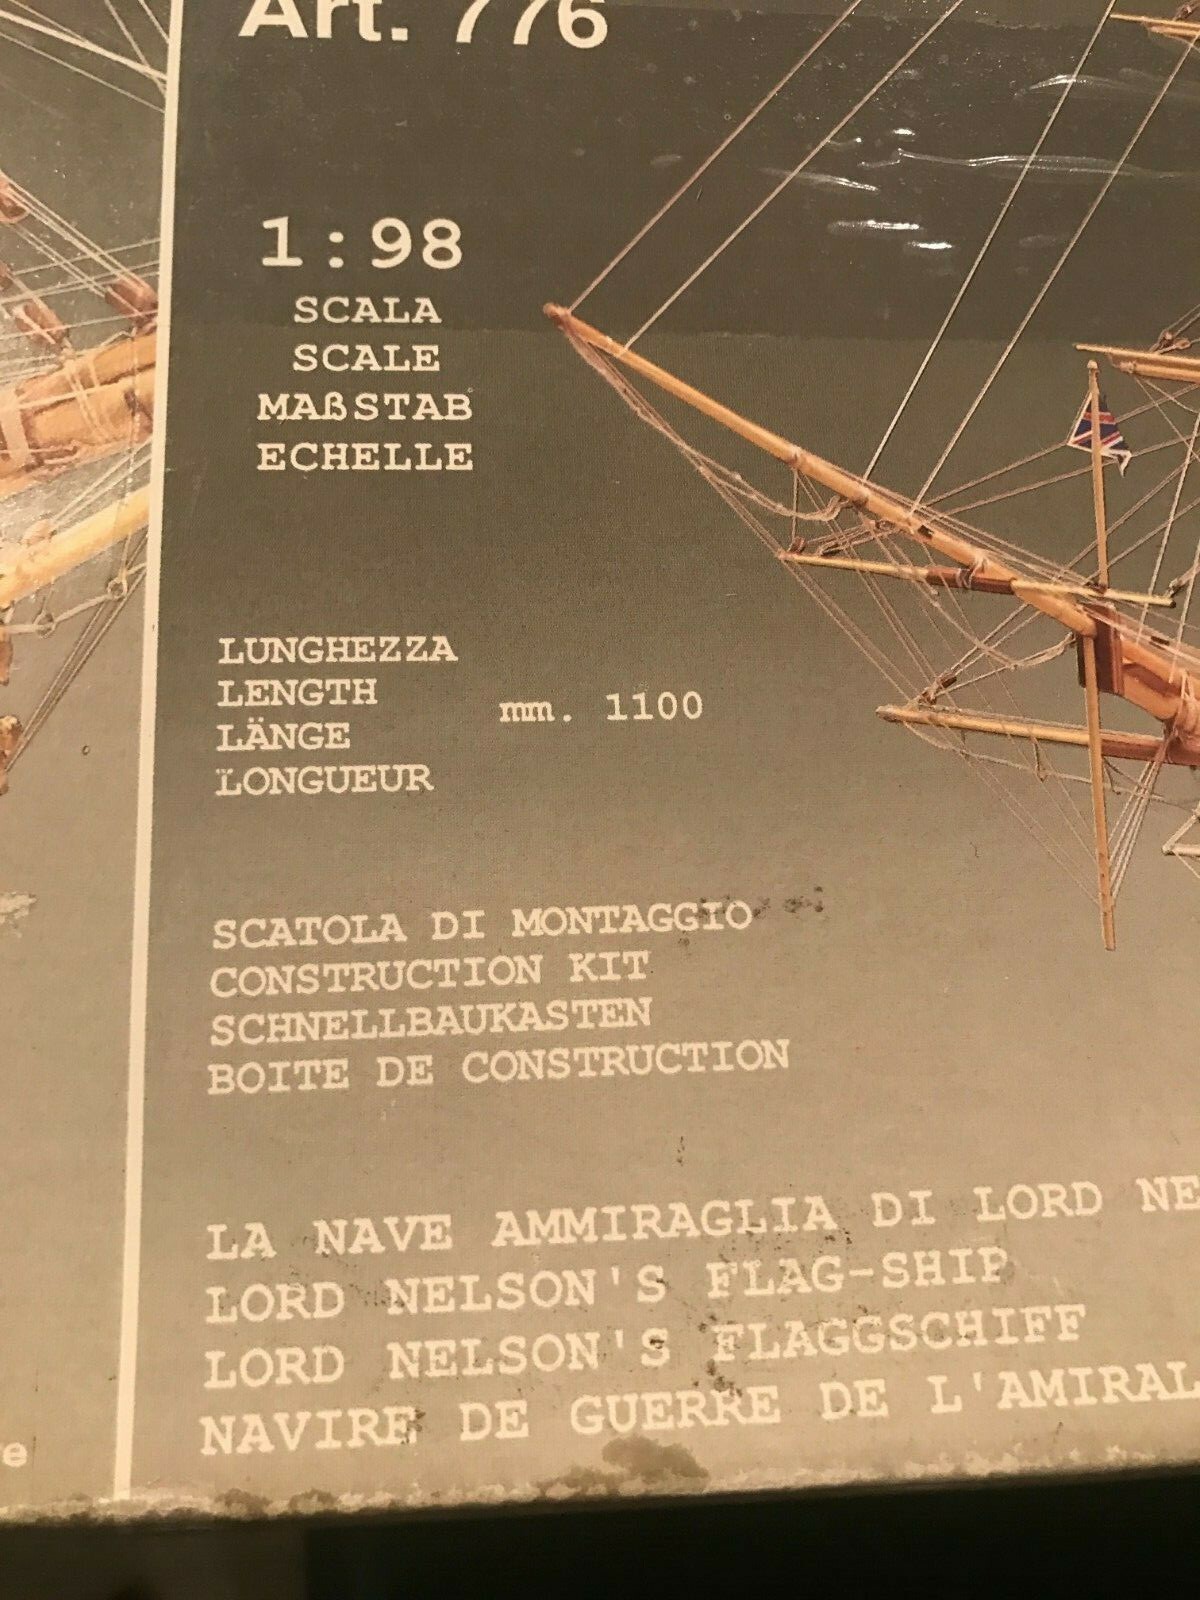 Art. 776
1:98
SCALA
SCALE
MAßSTAB
ECHELLE
LUNGHEZZA
LENGTH
LÄNGE
LONGUEUR
mm. 1100
SCATOLA DI MONTAGGIO
CONSTRUCTION KIT
SCHNELLBAUKASTEN
BOITE DE CONSTRUCTION
LA NAVE AMMIRAGLIA DI LORD NE
LORD NELSON'S FLAG-SHIP
LORD NELSON'S FLAGGSCHIFF
NAVIRE DE GUERRE DE L'AMIRAL
e